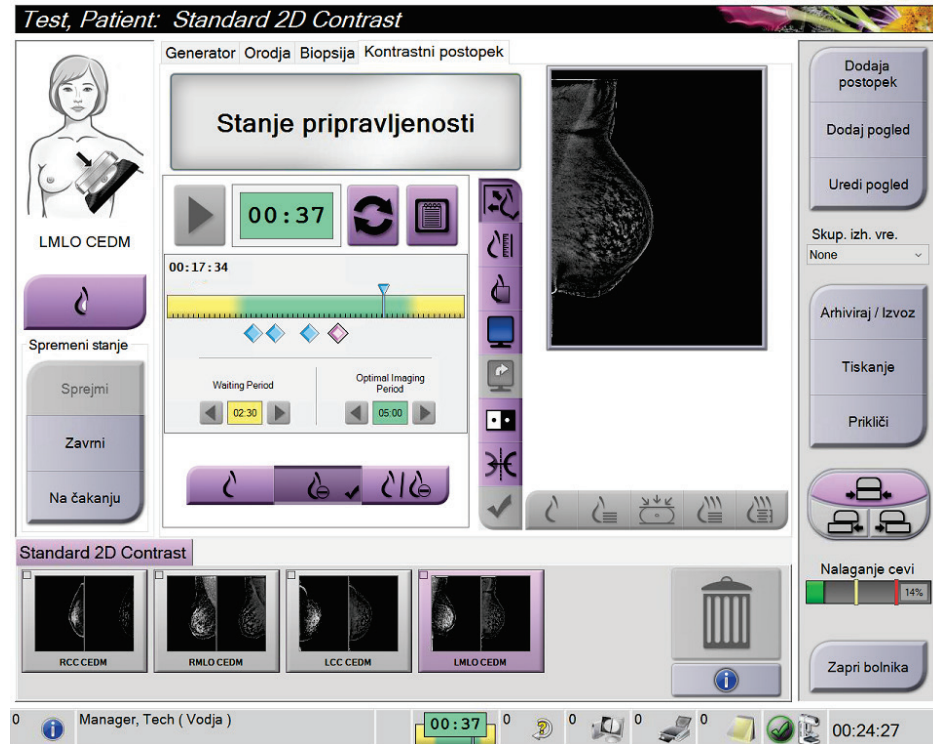 Test, Patient: Standard 2D Contrast
Generator Orodja Biopsija Kontrastni postopek
Stanje pripravljenosti
00:37
00:17:34
Waiting Period
02:30
Optimal Imaging
Period
05:00
LMLO CEDM
Spremeni stanje
Sprejmi
Zavrni
Na čakanju
Dodaja
postopek
Dodaj pogled
Uredi pogled
Skup. izh. vre.
None
Arhiviraj / Izvoz
Tiskanje
Prikliči
Nalaganje cevi
14%
Zapri bolnika
Standard 2D Contrast
RCC CEDM
RMLO CEDM
LCC CEDM
LMLO CEDM
0 Manager, Tech ( Vodja ) 00:37 0 0 0 0 00:24:27